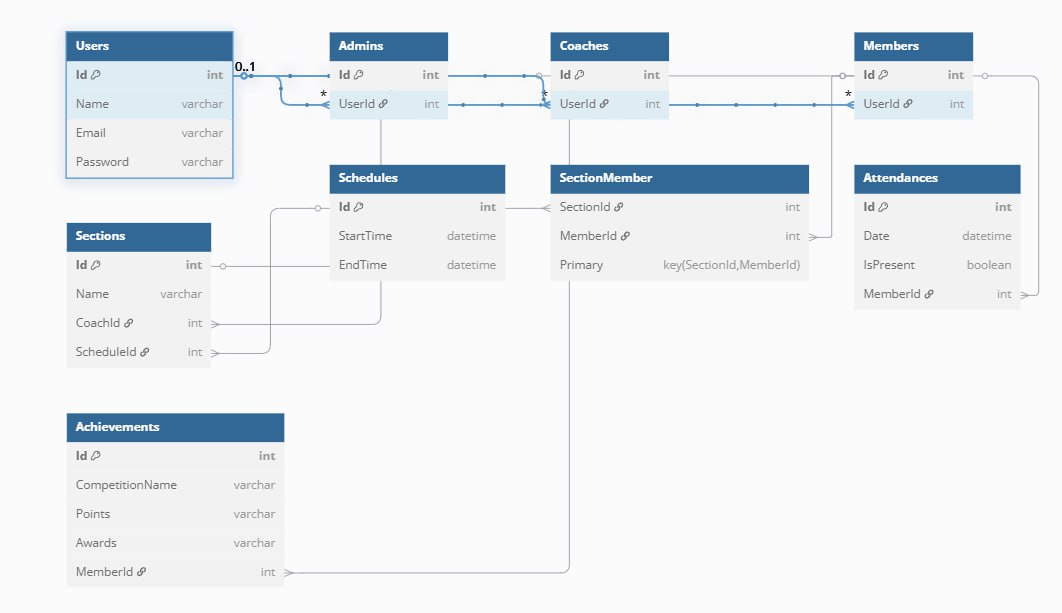 Users
Id int
Name varchar
Email varchar
Password varchar
0..1
Admins
Id int
*
UserId int
Coaches
Id int
*
UserId int
Members
Id int
*
UserId int
Schedules
Id int
StartTime datetime
EndTime datetime
SectionMember
SectionId int
MemberId int
Primary key(SectionId,MemberId)
Attendances
Id int
Date datetime
IsPresent boolean
MemberId int
Sections
Id int
Name varchar
CoachId int
ScheduleId int
Achievements
Id int
CompetitionName varchar
Points varchar
Awards varchar
MemberId int